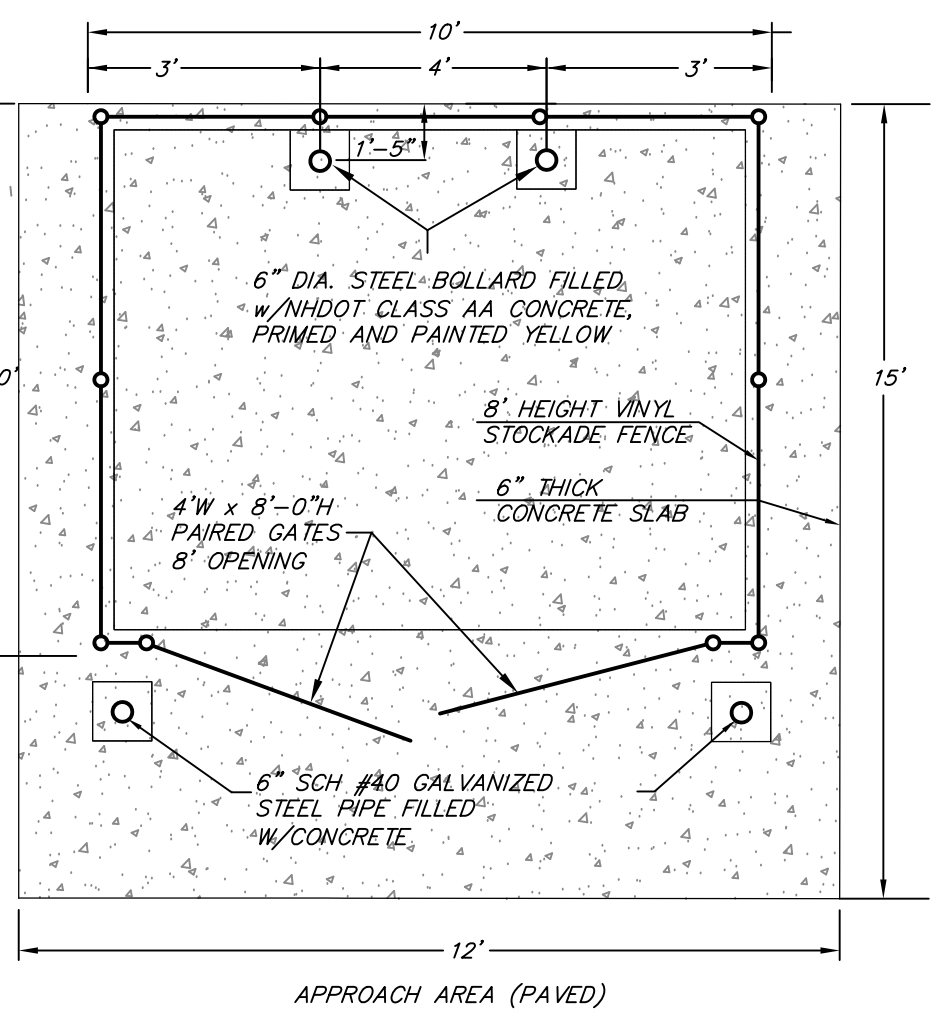 10'
3'
4'
3'
1'-5"
6" DIA. STEEL BOLLARD FILLED
w/NHDOT CLASS AA CONCRETE,
PRIMED AND PAINTED YELLOW
0'
15'
8' HEIGHT VINYL
STOCKADE FENCE
6" THICK
CONCRETE SLAB
4'W x 8'-0"H
PAIRED GATES
8' OPENING
6" SCH #40 GALVANIZED
STEEL PIPE FILLED
W/CONCRETE
12'
APPROACH AREA (PAVED)